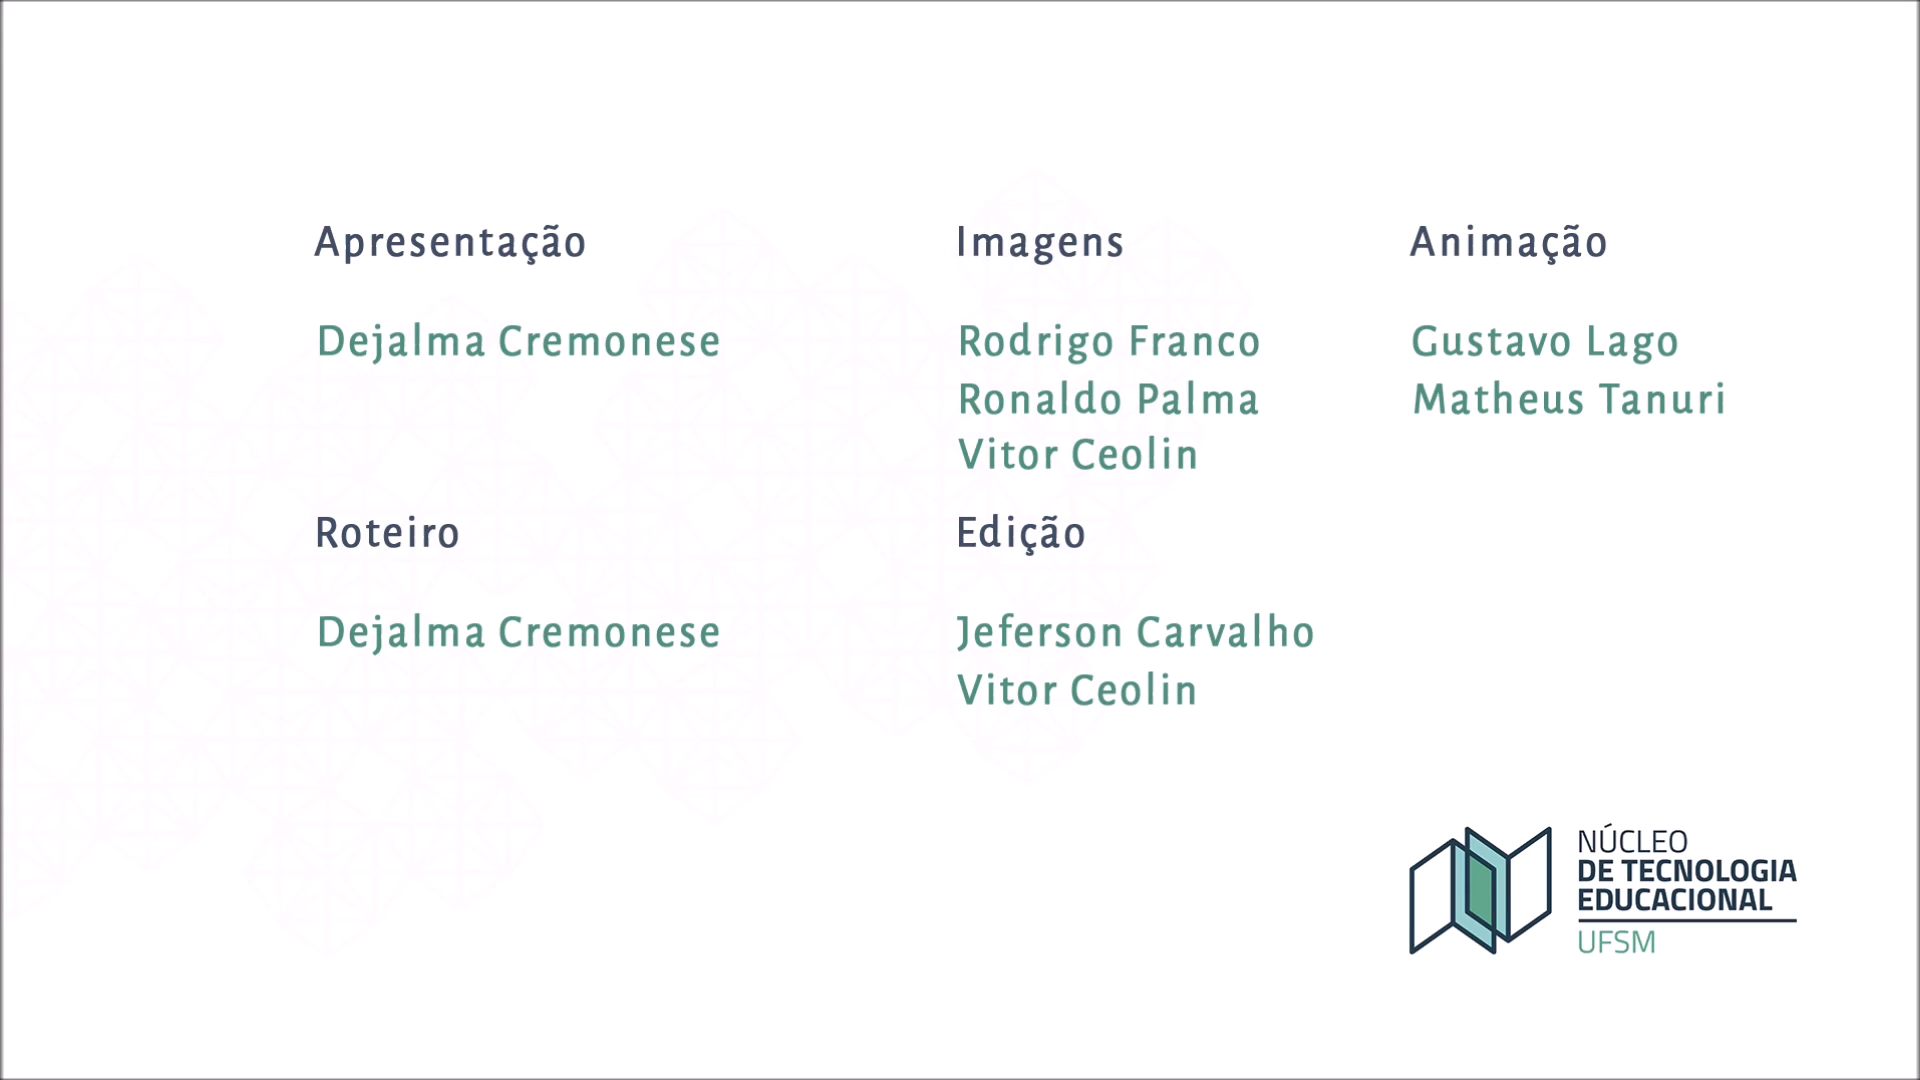 Apresentação
Dejalma Cremonese
Imagens
Rodrigo Franco
Ronaldo Palma
Vitor Ceolin
Animação
Gustavo Lago
Matheus Tanuri
Roteiro
Dejalma Cremonese
Edição
Jeferson Carvalho
Vitor Ceolin
NÚCLEO
DE TECNOLOGIA
EDUCACIONAL
UFSM